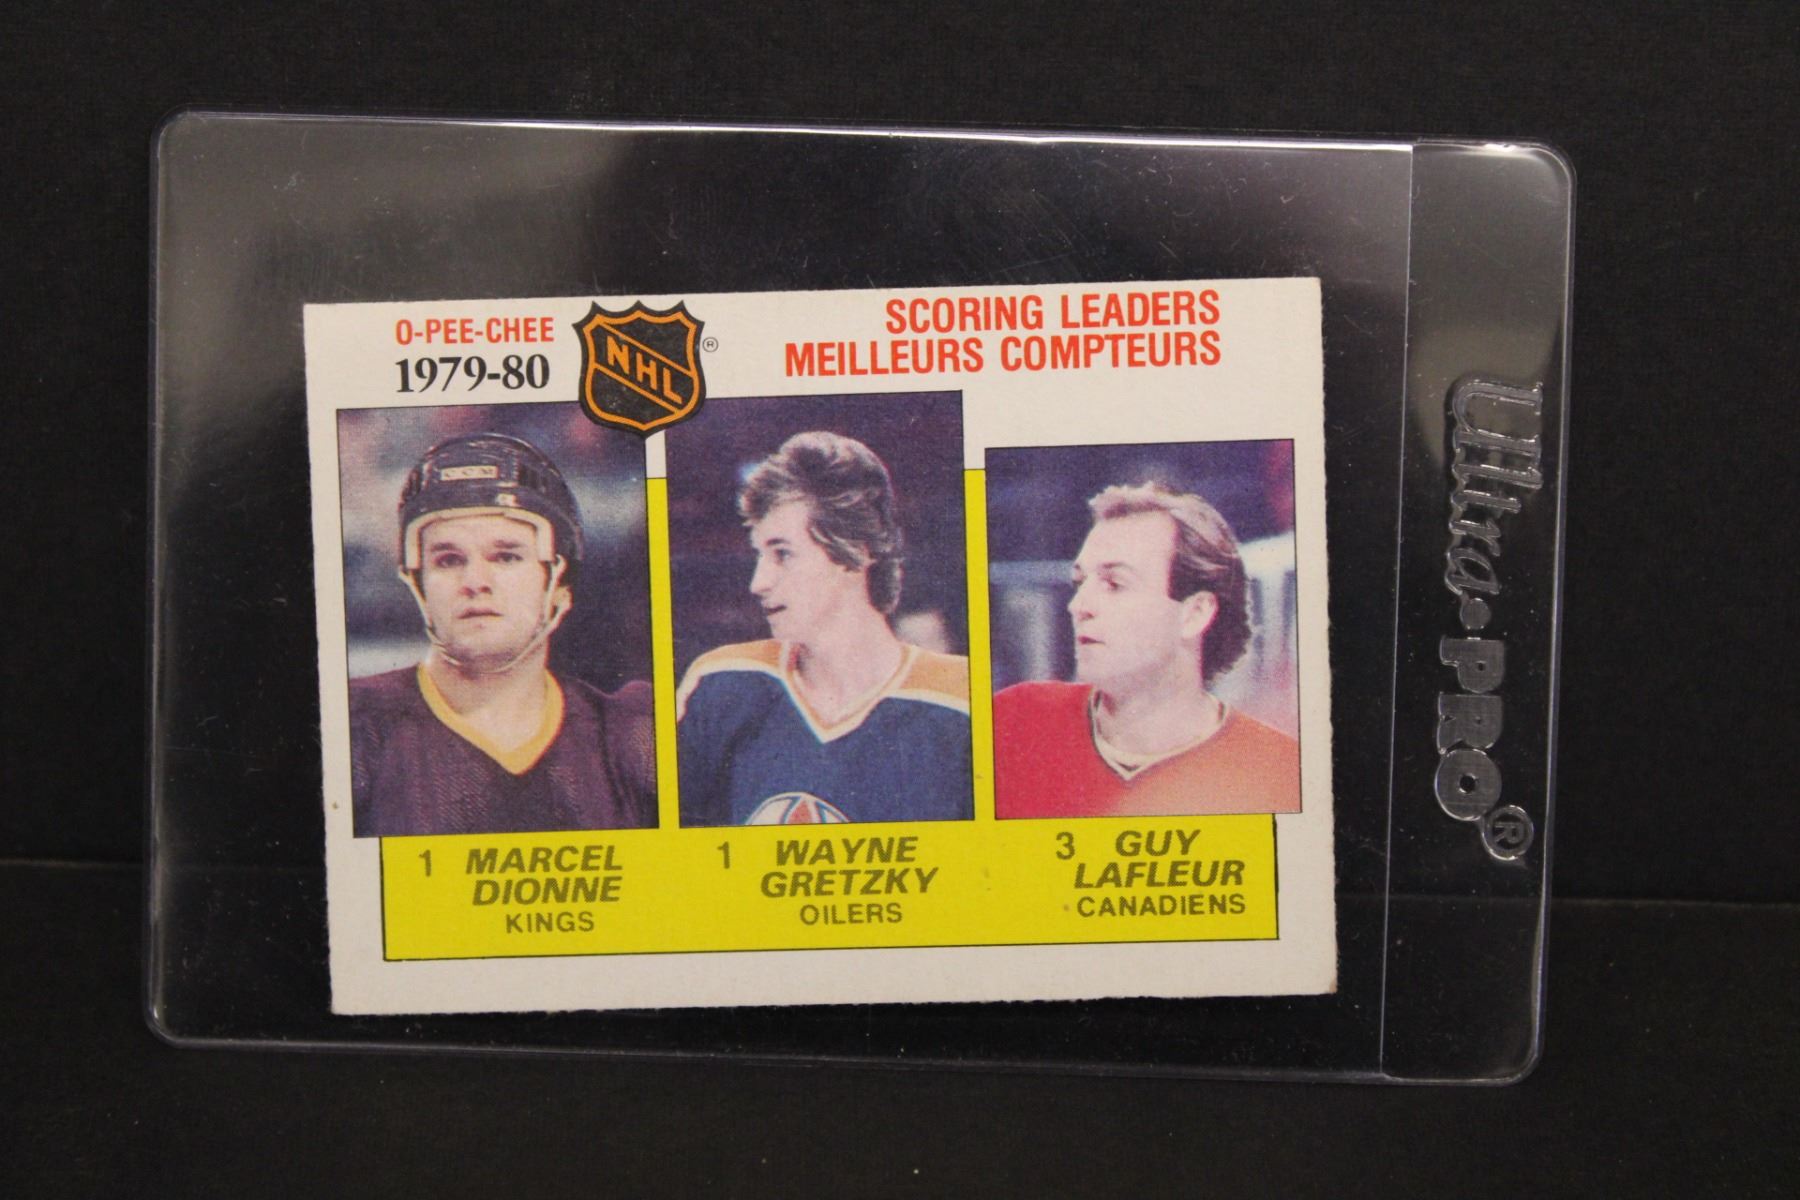 O-PEE-CHEE
1979-80
NHL
®
SCORING LEADERS
MEILLEURS COMPTEURS
CCM
1 MARCEL
DIONNE
KINGS
1 WAYNE
GRETZKY
OILERS
3 GUY
LAFLEUR
CANADIENS
Ultra•PRO®